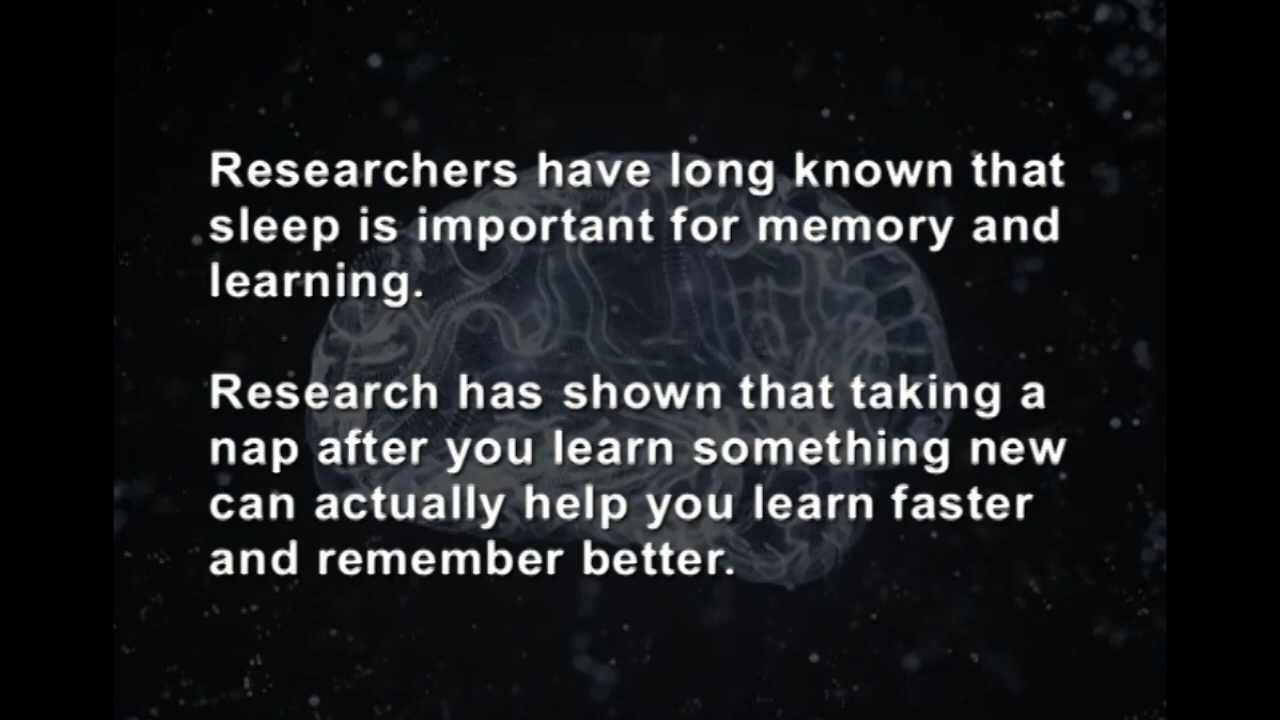 Researchers have long known that
sleep is important for memory and
learning.
Research has shown that taking a
nap after you learn something new
can actually help you learn faster
and remember better.